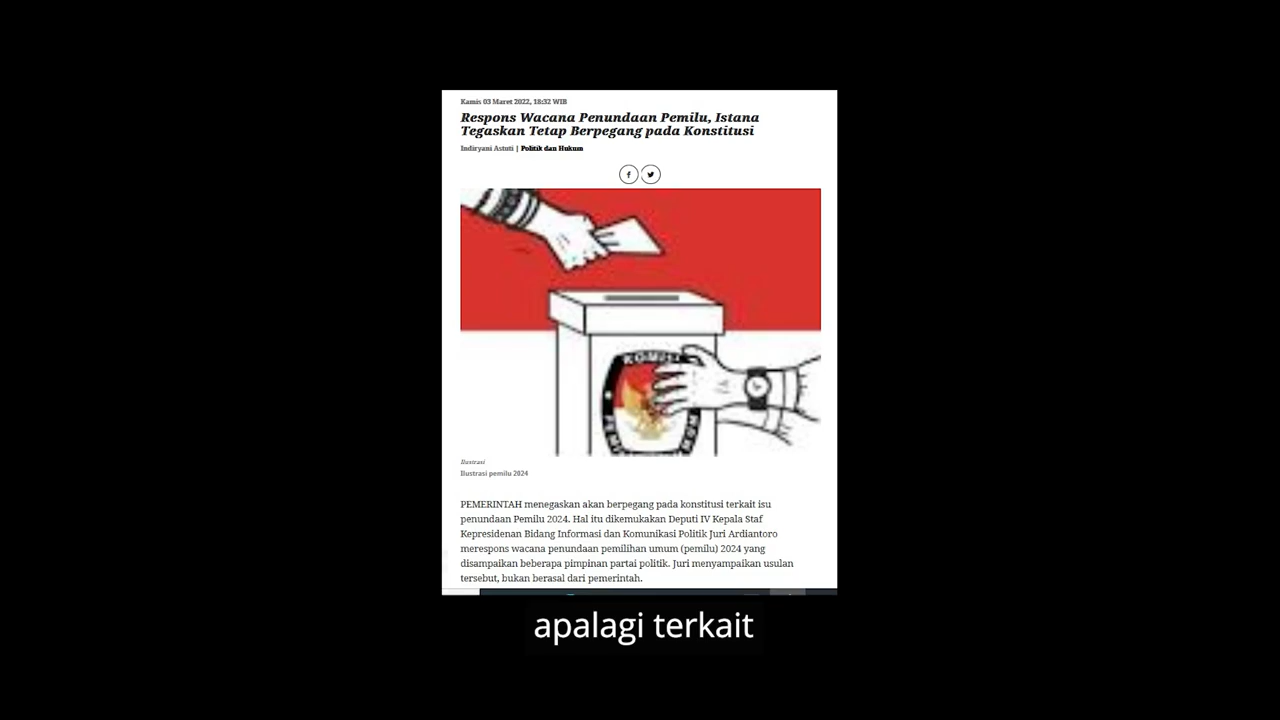 Kamis 03 Maret 2022, 18:32 WIB
Respons Wacana Penundaan Pemilu, Istana
Tegaskan Tetap Berpegang pada Konstitusi
Indiryani Astuti | Politik dan Hukum
Ilustrasi
Ilustrasi pemilu 2024
PEMERINTAH menegaskan akan berpegang pada konstitusi terkait isu
penundaan Pemilu 2024. Hal itu dikemukakan Deputi IV Kepala Staf
Kepresidenan Bidang Informasi dan Komunikasi Politik Juri Ardiantoro
merespons wacana penundaan pemilihan umum (pemilu) 2024 yang
disampaikan beberapa pimpinan partai politik. Juri menyampaikan usulan
tersebut, bukan berasal dari pemerintah.
apalagi terkait